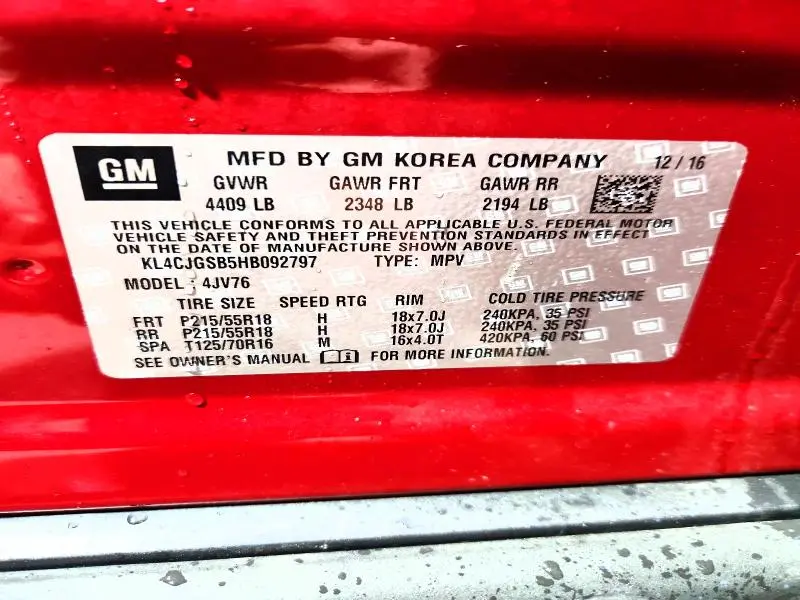 GM MFD BY GM KOREA COMPANY 12 / 16
GVWR GAWR FRT GAWR RR
4409 LB 2348 LB 2194 LB
THIS VEHICLE CONFORMS TO ALL APPLICABLE U.S. FEDERAL MOTOR
VEHICLE SAFETY AND THEFT PREVENTION STANDARDS IN EFFECT
ON THE DATE OF MANUFACTURE SHOWN ABOVE.
KL4CJGSB5HB092797 TYPE: MPV
MODEL : 4JV76
TIRE SIZE SPEED RTG RIM COLD TIRE PRESSURE
FRT P215/55R18 H 18x7.0J 240KPA, 35 PSI
RR P215/55R18 H 18x7.0J 240KPA, 35 PSI
SPA T125/70R16 M 16x4.0T 420KPA, 60 PSI
SEE OWNER'S MANUAL FOR MORE INFORMATION.